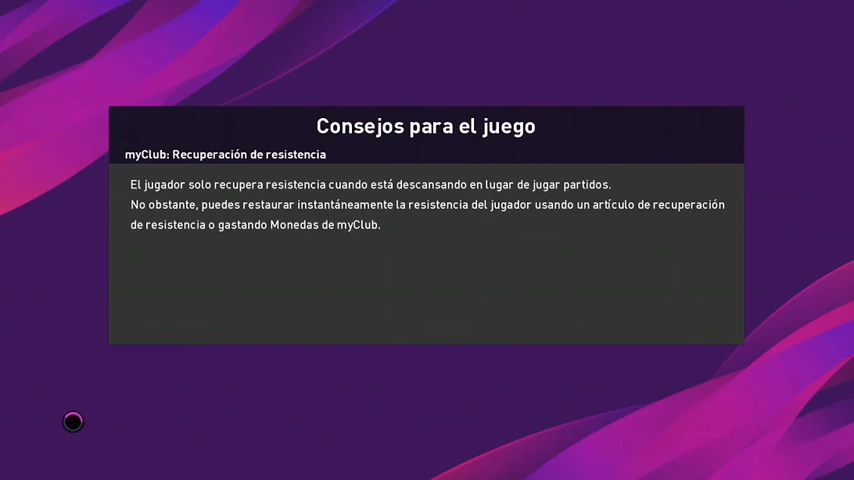 Consejos para el juego
myClub: Recuperación de resistencia
El jugador solo recupera resistencia cuando está descansando en lugar de jugar partidos.
No obstante, puedes restaurar instantáneamente la resistencia del jugador usando un artículo de recuperación
de resistencia o gastando Monedas de myClub.